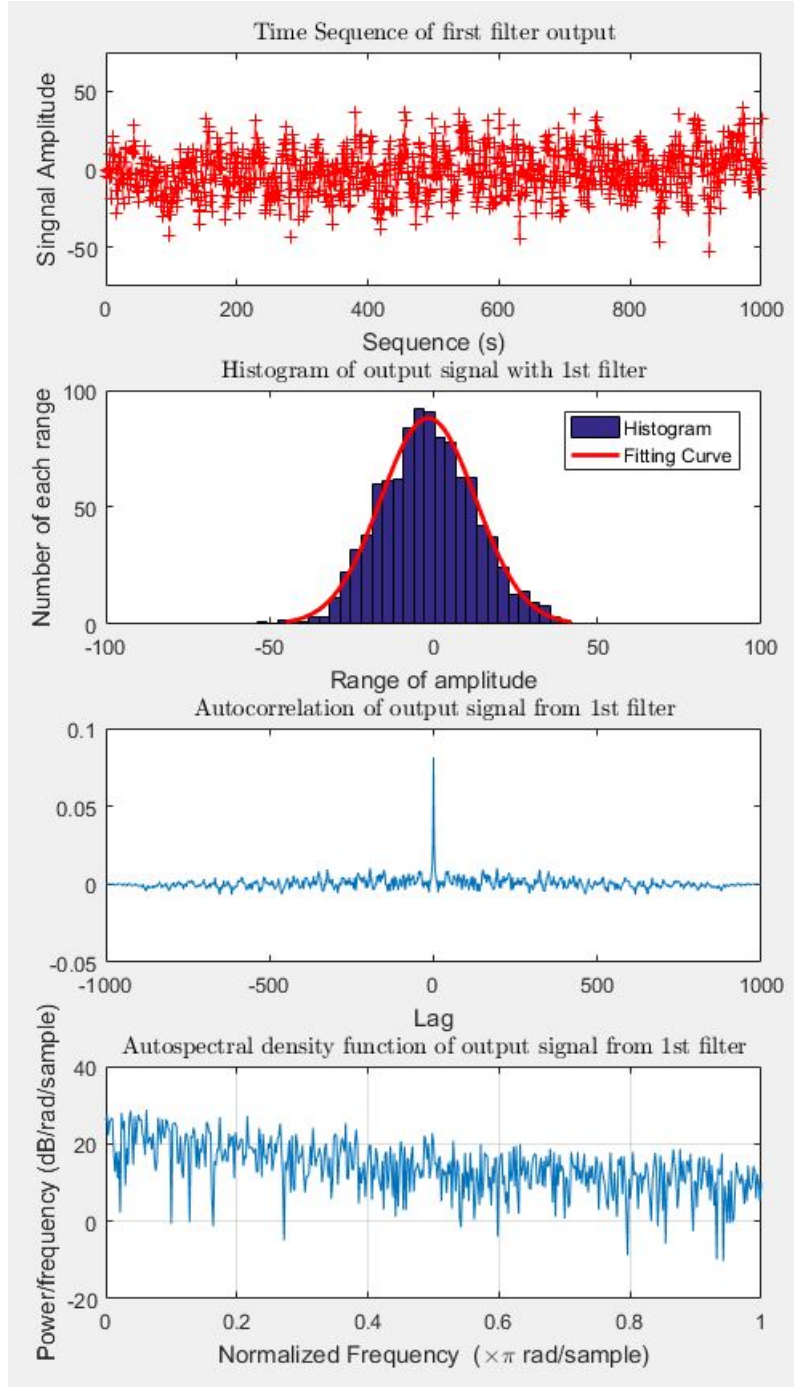 Time Sequence of first filter output
Singnal Amplitude
50
0
-50
0 200 400 600 800 1000
Sequence (s)
Histogram of output signal with 1st filter
Number of each range
100
50
0
Histogram
Fitting Curve
-100 -50 0 50 100
Range of amplitude
Autocorrelation of output signal from 1st filter
0.1
0.05
0
-0.05
-1000 -500 0 500 1000
Lag
Autospectral density function of output signal from 1st filter
Power/frequency (dB/rad/sample)
40
20
0
-20
0 0.2 0.4 0.6 0.8 1
Normalized Frequency (×π rad/sample)